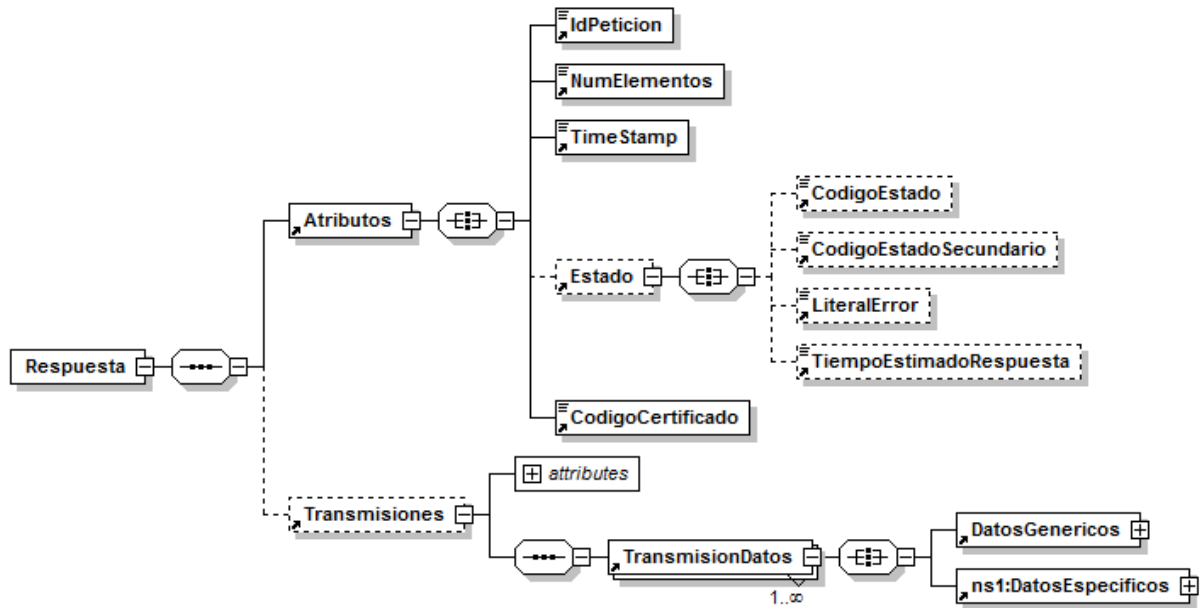 IdPeticion
NumElementos
TimeStamp
CodigoEstado
Atributos
CodigoEstadoSecundario
Estado
LiteralError
Respuesta
TiempoEstimadoRespuesta
CodigoCertificado
attributes
Transmisiones
DatosGenericos
TransmisionDatos
ns1:DatosEspecificos
1..∞